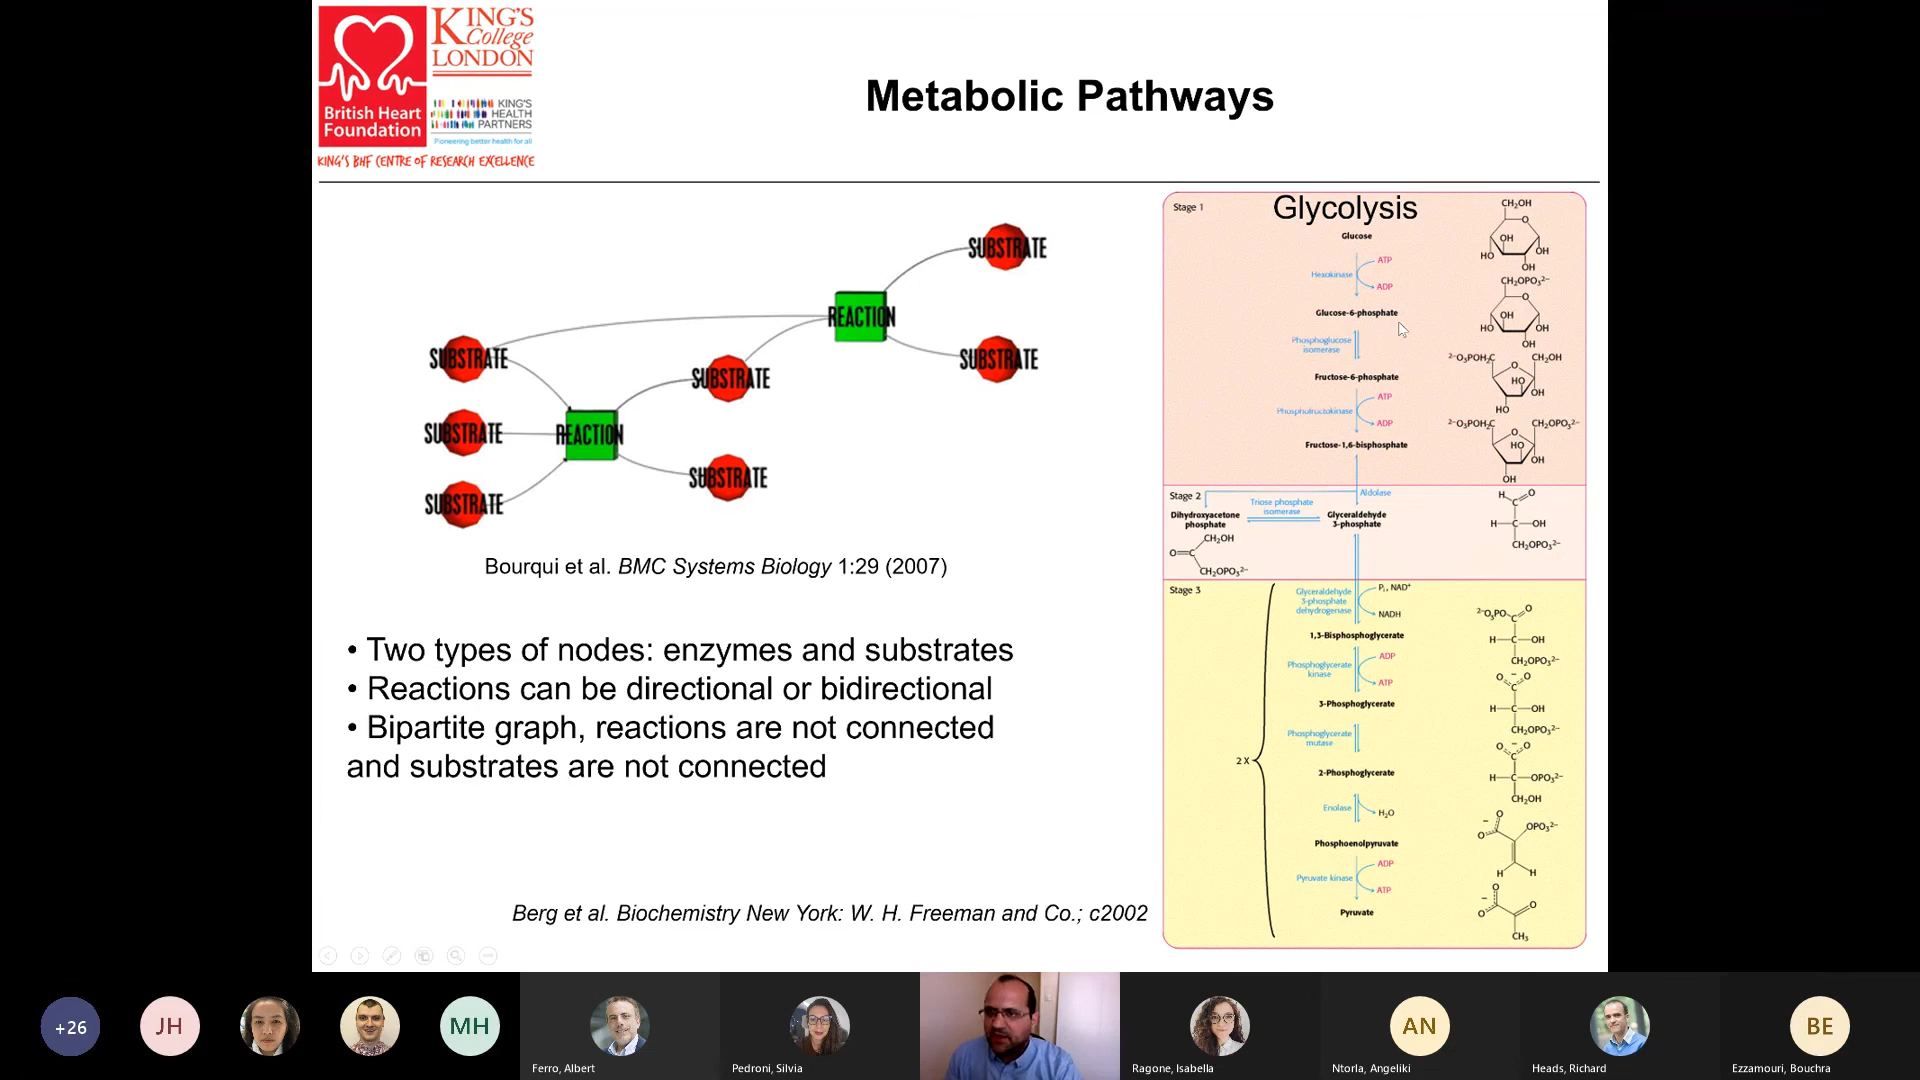 British Heart
Foundation
KING'S
College
LONDON
KING'S
HEALTH
PARTNERS
Pioneering better health for all
KING'S BHF CENTRE OF RESEARCH EXCELLENCE
Metabolic Pathways
SUBSTRATE
REACTION
SUBSTRATE
SUBSTRATE
SUBSTRATE
SUBSTRATE
REACTION
SUBSTRATE
SUBSTRATE
Bourqui et al. BMC Systems Biology 1:29 (2007)
• Two types of nodes: enzymes and substrates
• Reactions can be directional or bidirectional
• Bipartite graph, reactions are not connected
and substrates are not connected
Berg et al. Biochemistry New York: W. H. Freeman and Co.; c2002
Stage 1
Glycolysis
Glucose
Hexokinase
ATP
ADP
Glucose-6-phosphate
Phosphoglucose
isomerase
Fructose-6-phosphate
Phosphofructokinase
ATP
ADP
Fructose-1,6-bisphosphate
CH₂OH
O
OH
HO
OH
OH
CH₂OPO₃²⁻
O
OH
HO
OH
OH
²⁻O₃POH₂C
CH₂OH
O
HO
OH
HO
²⁻O₃POH₂C
CH₂OPO₃²⁻
O
HO
OH
OH
Stage 2
Aldolase
Triose phosphate
isomerase
Dihydroxyacetone
phosphate
Glyceraldehyde
3-phosphate
CH₂OH
O=C
CH₂OPO₃²⁻
H
C
O
H—C—OH
CH₂OPO₃²⁻
Stage 3
Glyceraldehyde
3-phosphate
dehydrogenase
Pᵢ, NAD⁺
NADH
1,3-Bisphosphoglycerate
Phosphoglycerate
kinase
ADP
ATP
3-Phosphoglycerate
Phosphoglycerate
mutase
2 X
2-Phosphoglycerate
Enolase
H₂O
Phosphoenolpyruvate
Pyruvate kinase
ADP
ATP
Pyruvate
²⁻O₃PO
C
O
H—C—OH
CH₂OPO₃²⁻
O
O
C
H—C—OH
CH₂OPO₃²⁻
O
O
C
H—C—OPO₃²⁻
CH₂OH
O
O
OPO₃²⁻
H
H
O
O
O
CH₃
+26
JH
MH
AN
BE
Ferro, Albert
Pedroni, Silvia
Ragone, Isabella
Ntorla, Angeliki
Heads, Richard
Ezzamouri, Bouchra